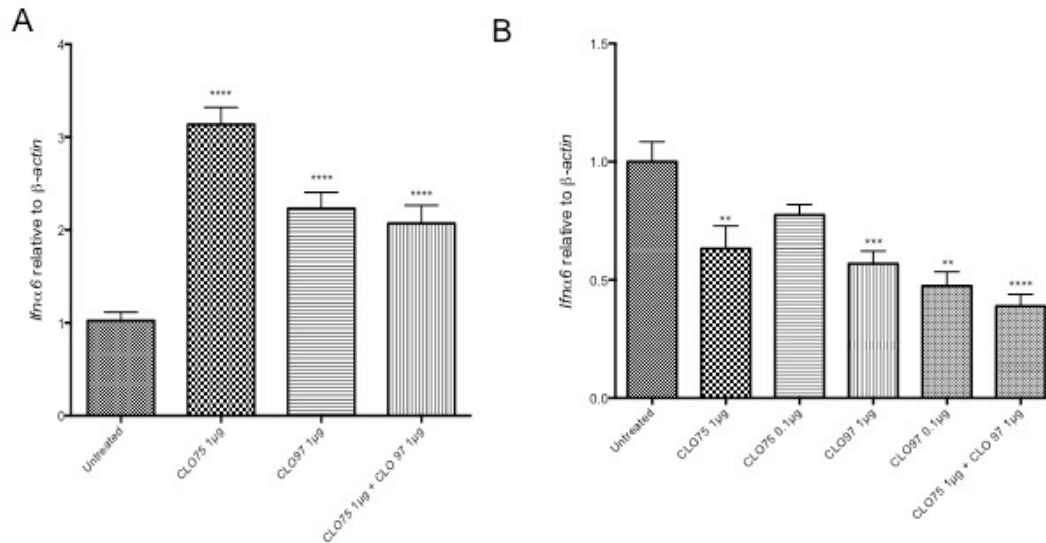 A
Ifnα6 relative to β-actin
4
3
2
1
0
****
****
****
Untreated
CLO75 1µg
CLO97 1µg
CLO75 1µg + CLO 97 1µg
B
Ifnα6 relative to β-actin
1.5
1.0
0.5
0.0
**
***
**
****
Untreated
CLO75 1µg
CLO75 0.1µg
CLO97 1µg
CLO97 0.1µg
CLO75 1µg + CLO 97 1µg